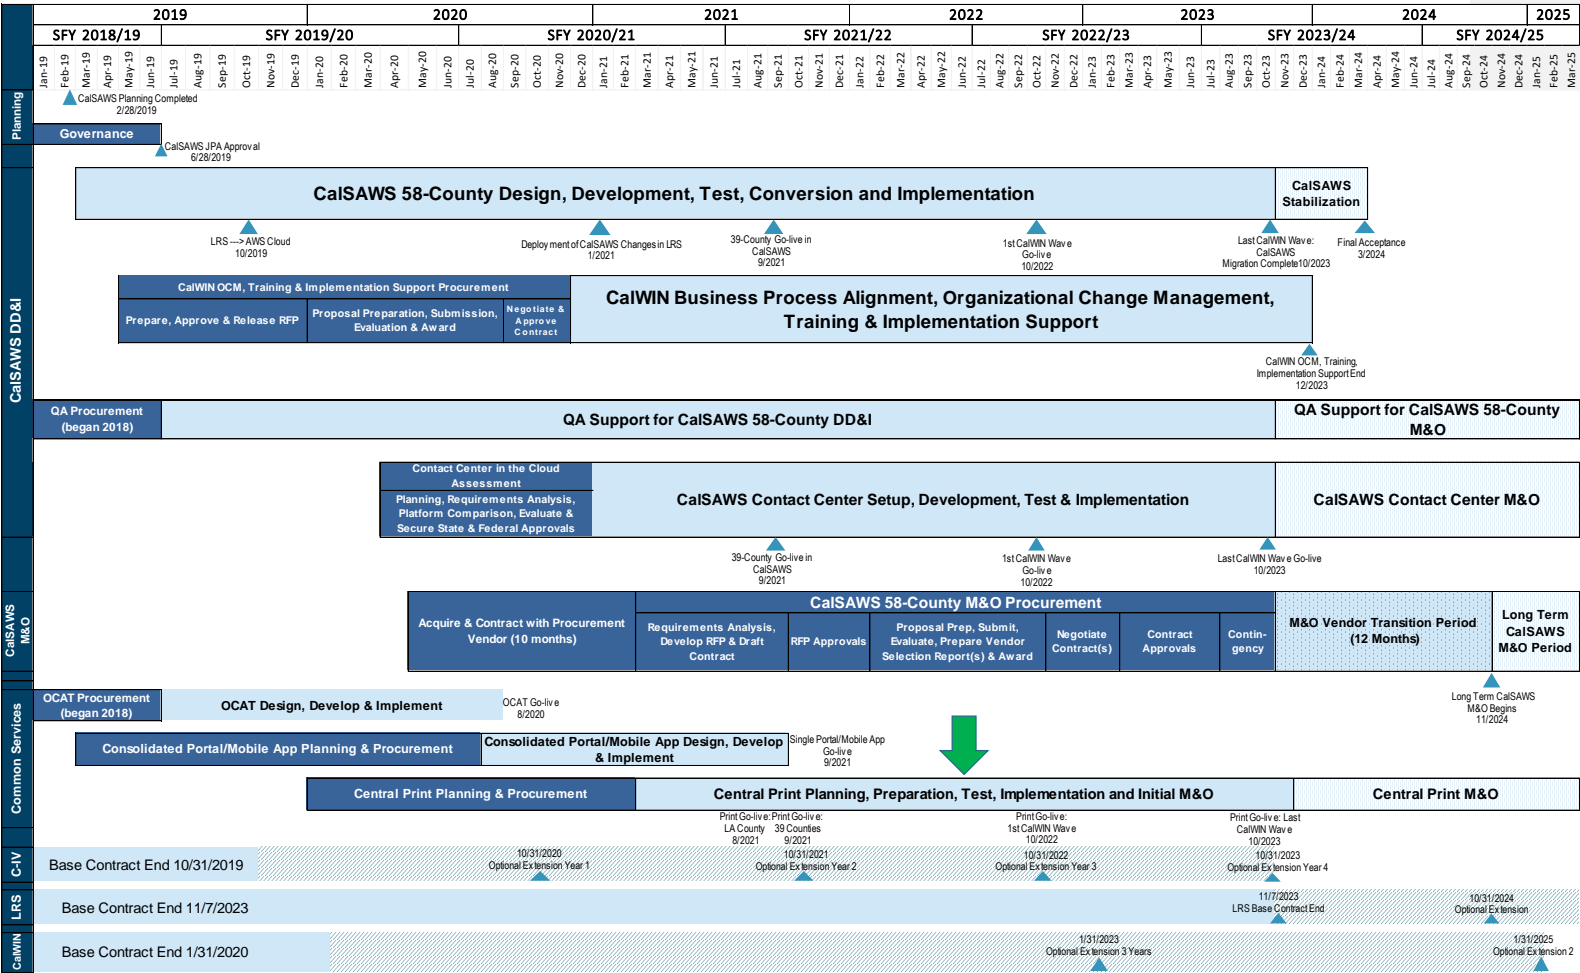 2019 2020 2021 2022 2023 2024 2025
SFY 2018/19 SFY 2019/20 SFY 2020/21 SFY 2021/22 SFY 2022/23 SFY 2023/24 SFY 2024/25
Jan-19 Feb-19 Mar-19 Apr-19 May-19 Jun-19 Jul-19 Aug-19 Sep-19 Oct-19 Nov-19 Dec-19 Jan-20 Feb-20 Mar-20 Apr-20 May-20 Jun-20 Jul-20 Aug-20 Sep-20 Oct-20 Nov-20 Dec-20 Jan-21 Feb-21 Mar-21 Apr-21 May-21 Jun-21 Jul-21 Aug-21 Sep-21 Oct-21 Nov-21 Dec-21 Jan-22 Feb-22 Mar-22 Apr-22 May-22 Jun-22 Jul-22 Aug-22 Sep-22 Oct-22 Nov-22 Dec-22 Jan-23 Feb-23 Mar-23 Apr-23 May-23 Jun-23 Jul-23 Aug-23 Sep-23 Oct-23 Nov-23 Dec-23 Jan-24 Feb-24 Mar-24 Apr-24 May-24 Jun-24 Jul-24 Aug-24 Sep-24 Oct-24 Nov-24 Dec-24 Jan-25 Feb-25 Mar-25
Planning
CalSAWS Planning Completed
2/28/2019
Governance
CalSAWS JPA Approval
6/28/2019
CalSAWS DD&I
CalSAWS 58-County Design, Development, Test, Conversion and Implementation
CalSAWS
Stabilization
LRS ---> AWS Cloud
10/2019
Deployment of CalSAWS Changes in LRS
1/2021
39-County Go-live in
CalSAWS
9/2021
1st CalWIN Wave
Go-live
10/2022
Last CalWIN Wave:
CalSAWS
Migration Complete10/2023
Final Acceptance
3/2024
CalWIN OCM, Training & Implementation Support Procurement
Prepare, Approve & Release RFP
Proposal Preparation, Submission,
Evaluation & Award
Negotiate &
Approve
Contract
CalWIN Business Process Alignment, Organizational Change Management,
Training & Implementation Support
CalWIN OCM, Training,
Implementation Support End
12/2023
QA Procurement
(began 2018)
QA Support for CalSAWS 58-County DD&I
QA Support for CalSAWS 58-County
M&O
Contact Center in the Cloud
Assessment
Planning, Requirements Analysis,
Platform Comparison, Evaluate &
Secure State & Federal Approvals
CalSAWS Contact Center Setup, Development, Test & Implementation
CalSAWS Contact Center M&O
39-County Go-live in
CalSAWS
9/2021
1st CalWIN Wave
Go-live
10/2022
Last CalWIN Wave Go-live
10/2023
CalSAWS
M&O
Acquire & Contract with Procurement
Vendor (10 months)
CalSAWS 58-County M&O Procurement
Requirements Analysis,
Develop RFP & Draft
Contract
RFP Approvals
Proposal Prep, Submit,
Evaluate, Prepare Vendor
Selection Report(s) & Award
Negotiate
Contract(s)
Contract
Approvals
Contin-
gency
M&O Vendor Transition Period
(12 Months)
Long Term
CalSAWS
M&O Period
Long Term CalSAWS
M&O Begins
11/2024
Common Services
OCAT Procurement
(began 2018)
OCAT Design, Develop & Implement
OCAT Go-live
8/2020
Consolidated Portal/Mobile App Planning & Procurement
Consolidated Portal/Mobile App Design, Develop
& Implement
Single Portal/Mobile App
Go-live
9/2021
Central Print Planning & Procurement
Central Print Planning, Preparation, Test, Implementation and Initial M&O
Central Print M&O
Print Go-live:
LA County
8/2021
Print Go-live:
39 Counties
9/2021
Print Go-live:
1st CalWIN Wave
10/2022
Print Go-live: Last
CalWIN Wave
10/2023
C-IV
Base Contract End 10/31/2019
10/31/2020
Optional Extension Year 1
10/31/2021
Optional Extension Year 2
10/31/2022
Optional Extension Year 3
10/31/2023
Optional Extension Year 4
LRS
Base Contract End 11/7/2023
11/7/2023
LRS Base Contract End
10/31/2024
Optional Extension
CalWIN
Base Contract End 1/31/2020
1/31/2023
Optional Extension 3 Years
1/31/2025
Optional Extension 2